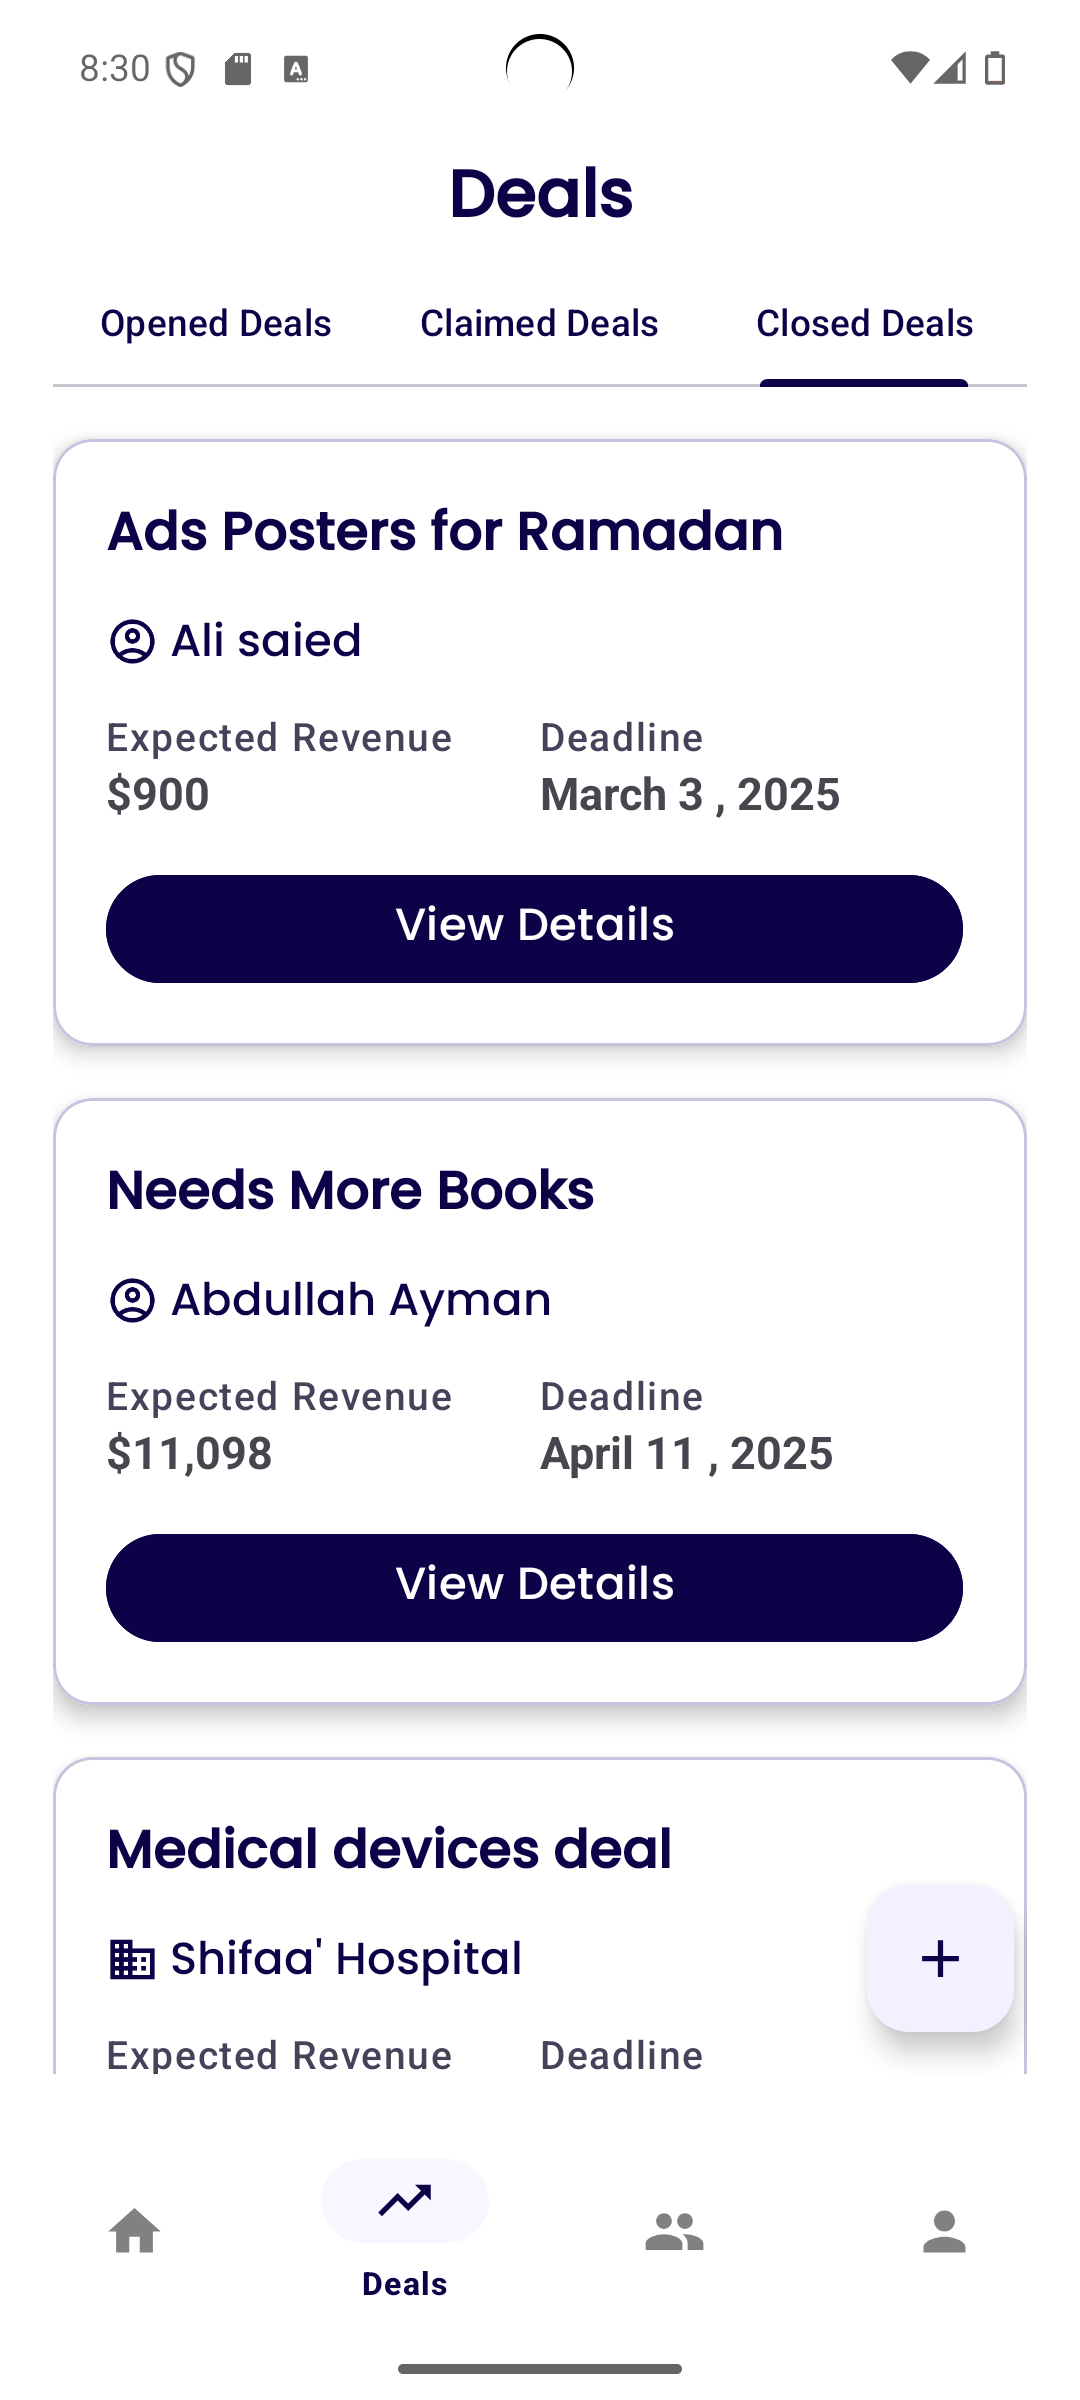 8:30
Deals
Opened Deals Claimed Deals Closed Deals
Ads Posters for Ramadan
Ali saied
Expected Revenue Deadline
$900 March 3 , 2025
View Details
Needs More Books
Abdullah Ayman
Expected Revenue Deadline
$11,098 April 11 , 2025
View Details
Medical devices deal
Shifaa' Hospital
Expected Revenue Deadline
Deals